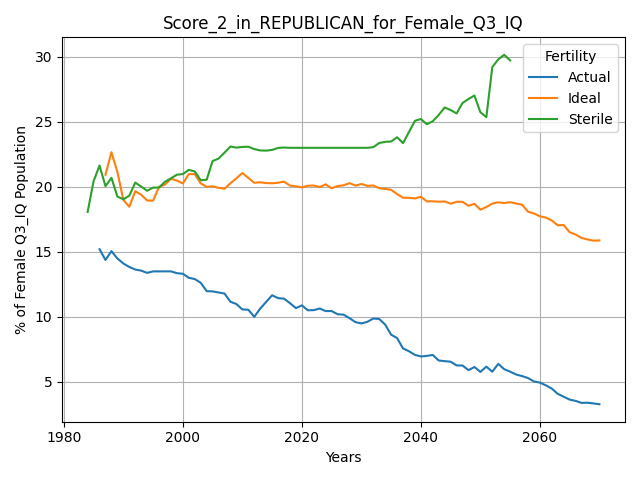 Score_2_in_REPUBLICAN_for_Female_Q3_IQ
% of Female Q3_IQ Population
30
25
20
15
10
5
Fertility
Actual
Ideal
Sterile
1980
2000
2020
2040
2060
Years